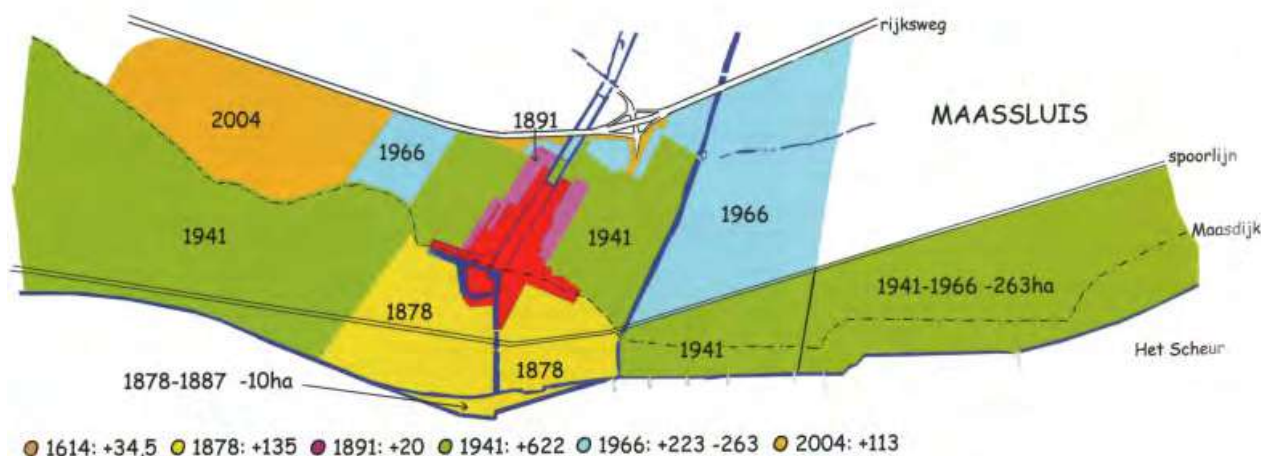 rijksweg
MAASSLUIS
2004
1891
1966
spoorlijn
1941
1941
1966
Maasdijk
1878
1941-1966 -263ha
1941
Het Scheur
1878-1887 -10ha
1878
1614: +34,5 1878: +135 1891: +20 1941: +622 1966: +223 -263 2004: +113